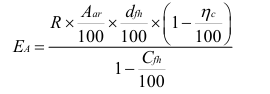 E_A = \frac{R \times \frac{A_{ar}}{100} \times \frac{d_{fh}}{100} \times \left(1 - \frac{\eta_c}{100}\right)}{1 - \frac{C_{fh}}{100}}